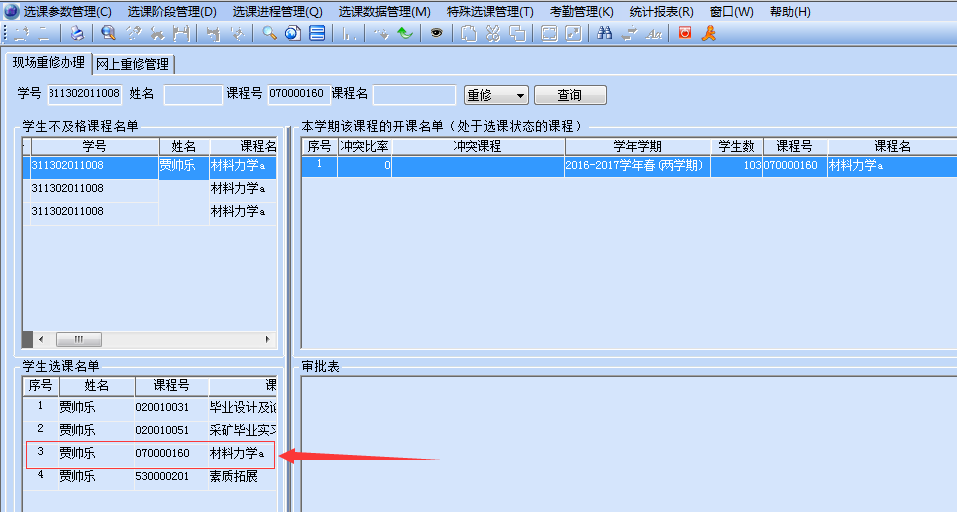 选课参数管理(C) 选课阶段管理(D) 选课进程管理(Q) 选课数据管理(M) 特殊选课管理(T) 考勤管理(K) 统计报表(R) 窗口(W) 帮助(H)
现场重修办理 网上重修管理
学号 311302011008 姓名 课程号 070000160 课程名 重修 查询
学生不及格课程名单
学号 姓名 课程名
311302011008 贾帅乐 材料力学a
311302011008 材料力学a
311302011008 材料力学a
本学期该课程的开课名单（处于选课状态的课程）
序号 冲突比率 冲突课程 学年学期 学生数 课程号 课程名
1 0 2016-2017学年春(两学期) 103 070000160 材料力学a
学生选课名单
序号 姓名 课程号 课
1 贾帅乐 020010031 毕业设计及论
2 贾帅乐 020010051 采矿毕业实习
3 贾帅乐 070000160 材料力学a
4 贾帅乐 530000201 素质拓展
审批表